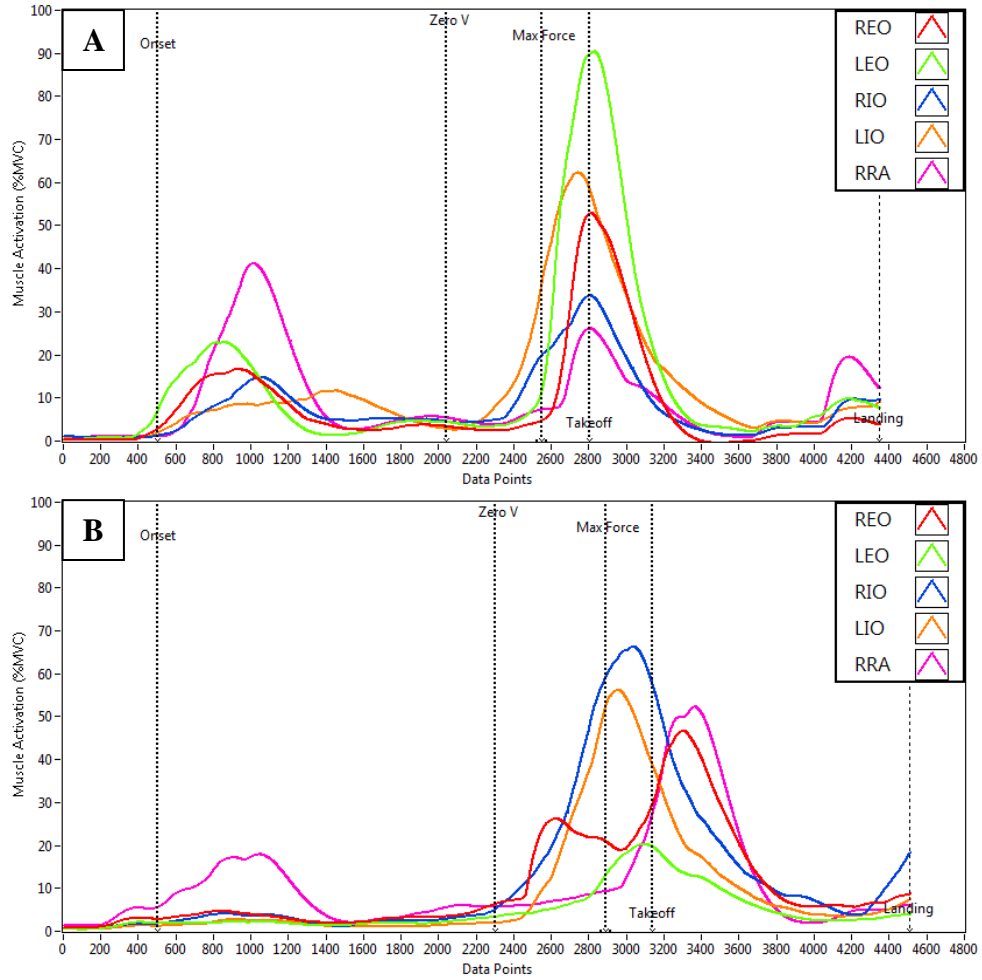 A
Muscle Activation (%MVC)
100
90
80
70
60
50
40
30
20
10
0
Onset
Zero V
Max Force
Takeoff
Landing
REO
LEO
RIO
LIO
RRA
0 200 400 600 800 1000 1200 1400 1600 1800 2000 2200 2400 2600 2800 3000 3200 3400 3600 3800 4000 4200 4400 4600 4800
Data Points
B
Muscle Activation (%MVC)
100
90
80
70
60
50
40
30
20
10
0
Onset
Zero V
Max Force
Takeoff
Landing
REO
LEO
RIO
LIO
RRA
0 200 400 600 800 1000 1200 1400 1600 1800 2000 2200 2400 2600 2800 3000 3200 3400 3600 3800 4000 4200 4400 4600 4800
Data Points